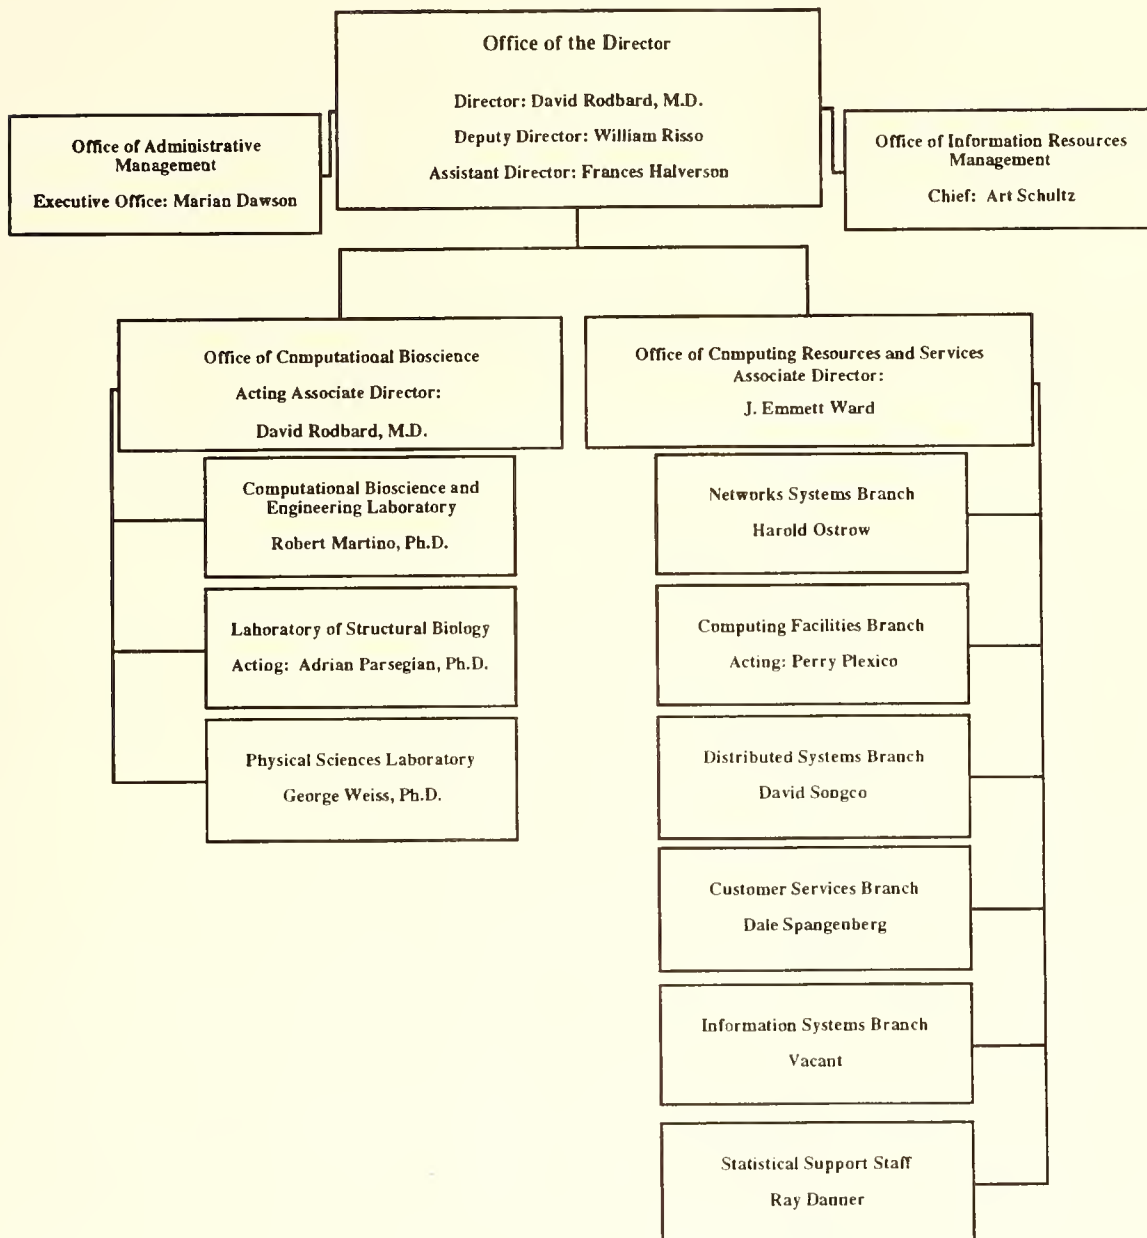 Office of the Director
Director: David Rodbard, M.D.
Deputy Director: William Risso
Assistant Director: Frances Halverson
Office of Administrative
Management
Executive Office: Marian Dawson
Office of Information Resources
Management
Chief: Art Schultz
Office of Computational Bioscience
Acting Associate Director:
David Rodbard, M.D.
Computational Bioscience and
Engineering Laboratory
Robert Martino, Ph.D.
Laboratory of Structural Biology
Acting: Adrian Parsegian, Ph.D.
Physical Sciences Laboratory
George Weiss, Ph.D.
Office of Computing Resources and Services
Associate Director:
J. Emmett Ward
Networks Systems Branch
Harold Ostrow
Computing Facilities Branch
Acting: Perry Plexico
Distributed Systems Branch
David Songco
Customer Services Branch
Dale Spangenberg
Information Systems Branch
Vacant
Statistical Support Staff
Ray Danner